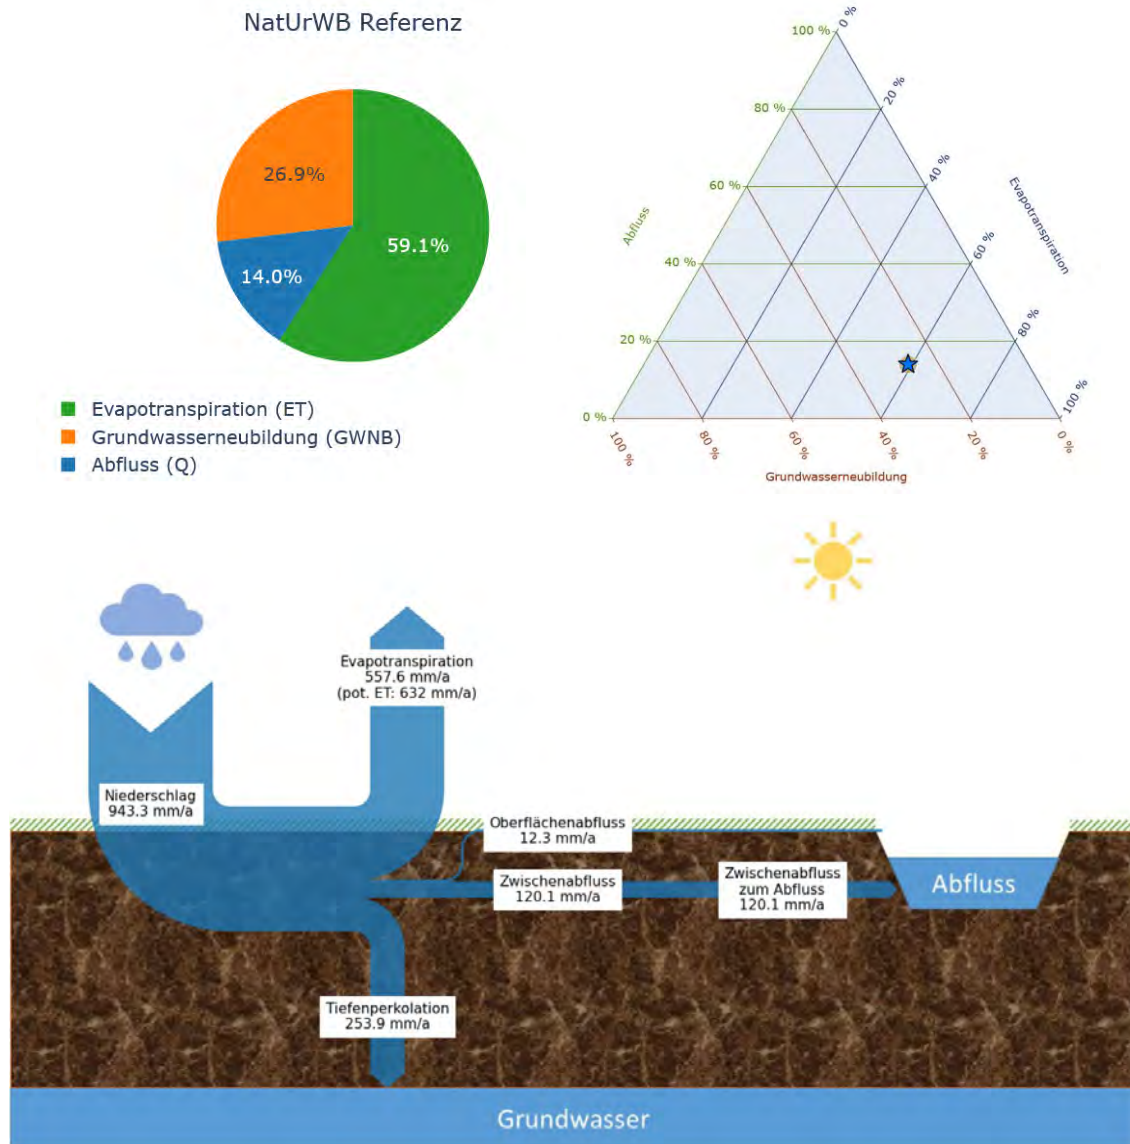 NatUrWB Referenz
26.9%
59.1%
14.0%
Evapotranspiration (ET)
Grundwasserneubildung (GWNB)
Abfluss (Q)
100 %
80 %
60 %
40 %
20 %
0 %
Abfluss
0 %
20 %
40 %
60 %
80 %
100 %
Evapotranspiration
100 %
80 %
60 %
40 %
20 %
0 %
Grundwasserneubildung
Evapotranspiration
557.6 mm/a
(pot. ET: 632 mm/a)
Niederschlag
943.3 mm/a
Oberflächenabfluss
12.3 mm/a
Zwischenabfluss
120.1 mm/a
Zwischenabfluss
zum Abfluss
120.1 mm/a
Abfluss
Tiefenperkolation
253.9 mm/a
Grundwasser